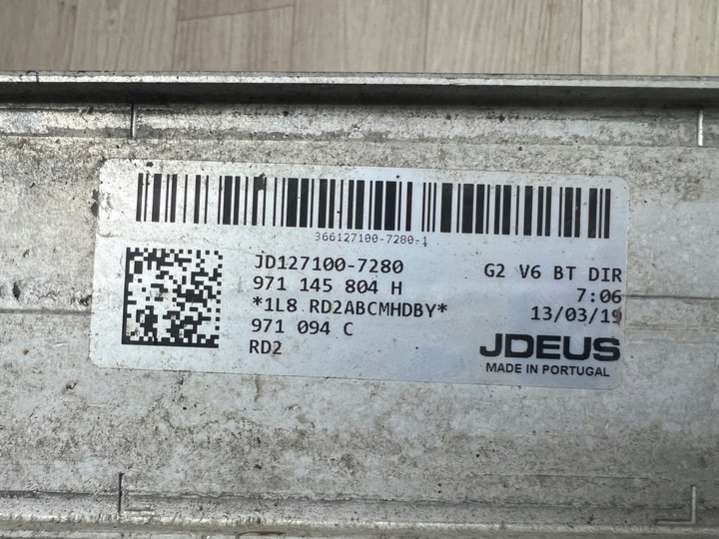 366127100-7280-1
JD127100-7280
G2 V6 BT DIR
971 145 804 H
7:06
*1L8 RD2ABCMHDBY*
13/03/19
971 094 C
RD2
JDEUS
MADE IN PORTUGAL